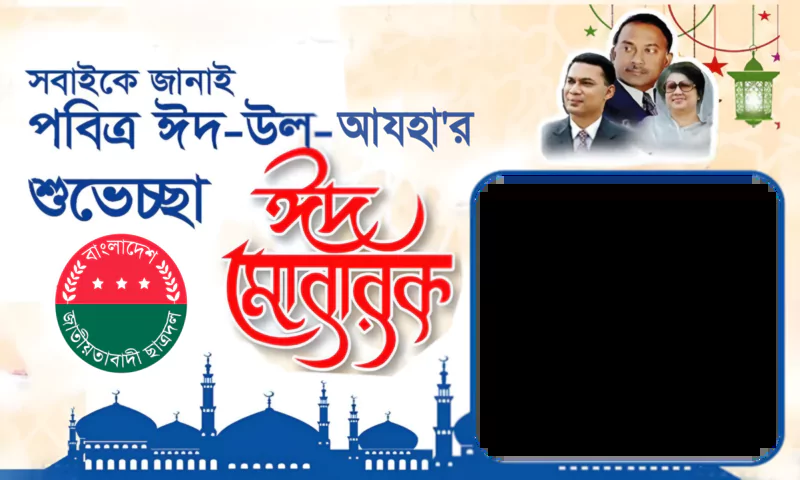 সবাইকে জানাই
পবিত্র ঈদ-উল-আযহা'র
শুভেচ্ছা
ঈদ
মোবারক
বাংলাদেশ
জাতীয়তাবাদী ছাত্রদল